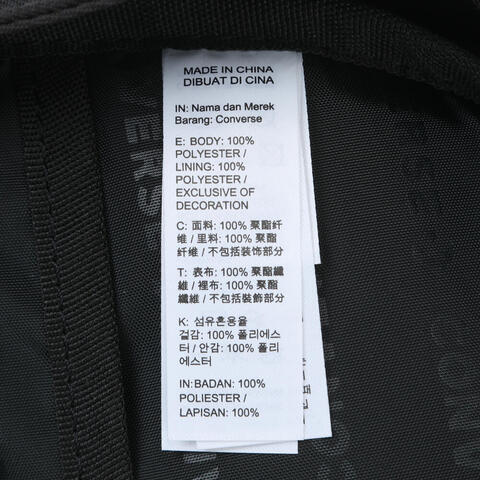 MADE IN CHINA
DIBUAT DI CINA
IN: Nama dan Merek
Barang: Converse
E: BODY: 100%
POLYESTER /
LINING: 100%
POLYESTER /
EXCLUSIVE OF
DECORATION
C: 面料: 100% 聚酯纤
维 / 里料: 100% 聚酯
纤维 / 不包括装饰部分
T: 表布: 100% 聚酯纖
維 / 裡布: 100% 聚酯
纖維 / 不包括裝飾部分
K: 섬유혼용율
겉감: 100% 폴리에스
터 / 안감: 100% 폴리
에스터
IN: BADAN: 100%
POLIESTER /
LAPISAN: 100%